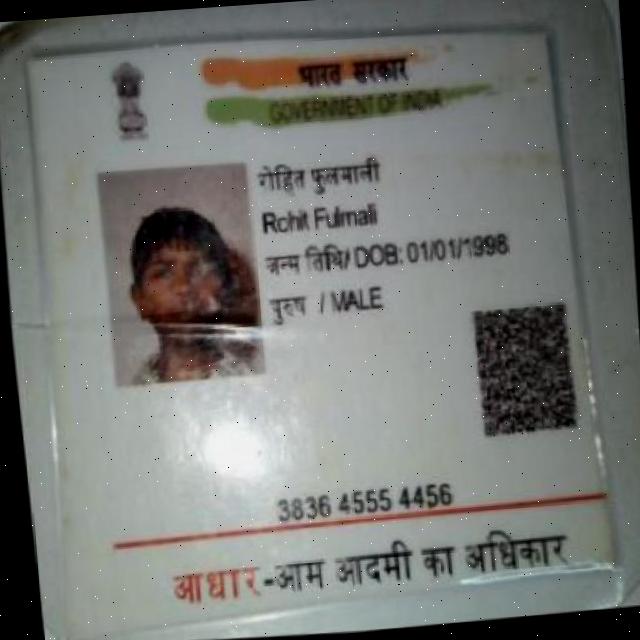 भारत सरकार
GOVERNMENT OF INDIA
रोहित फुलमाली
Rohit Fulmali
जन्म तिथि/ DOB: 01/01/1998
पुरुष / MALE
3836 4555 4456
आधार-आम आदमी का अधिकार